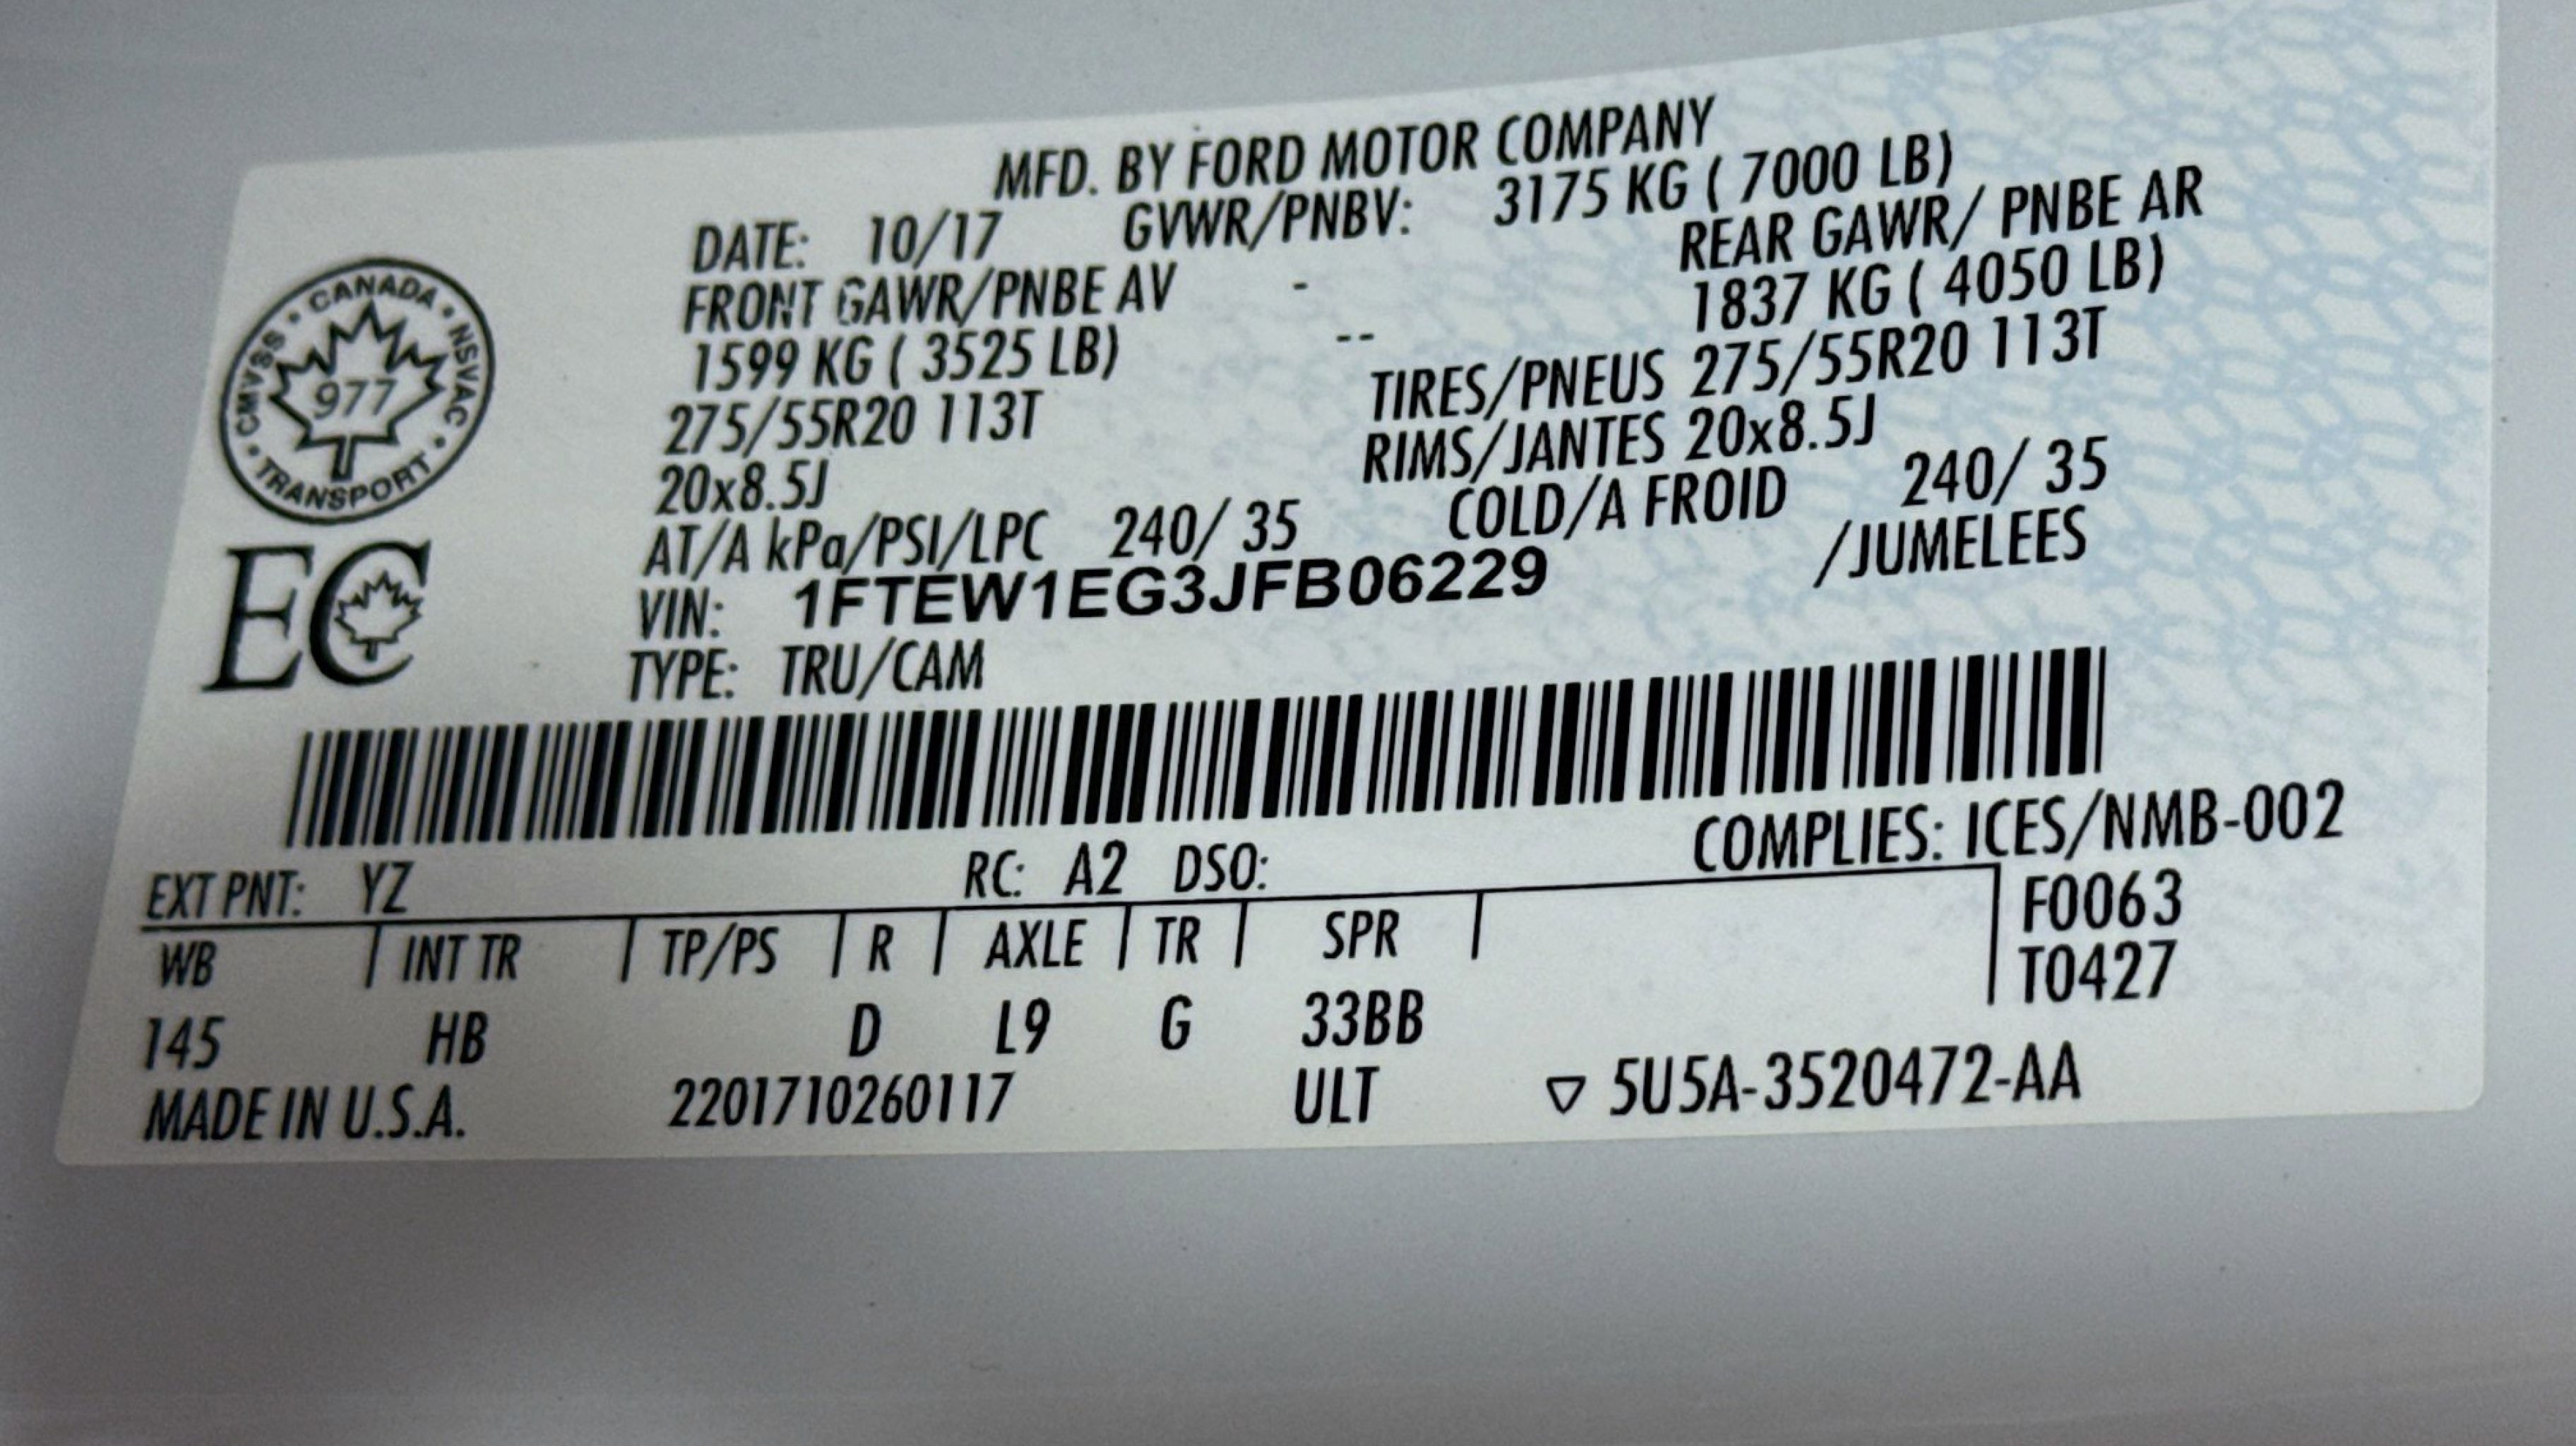 MFD. BY FORD MOTOR COMPANY
DATE: 10/17 GVWR/PNBV: 3175 KG ( 7000 LB)
FRONT GAWR/PNBE AV - REAR GAWR/ PNBE AR
1599 KG ( 3525 LB) -- 1837 KG ( 4050 LB)
275/55R20 113T TIRES/PNEUS 275/55R20 113T
20x8.5J RIMS/JANTES 20x8.5J
AT/A kPa/PSI/LPC 240/ 35 COLD/A FROID 240/ 35
VIN: 1FTEW1EG3JFB06229 /JUMELEES
TYPE: TRU/CAM
CANADA • NSVAC • TRANSPORT • CMVSS •
977
EC
COMPLIES: ICES/NMB-002
EXT PNT: YZ RC: A2 DSO:
WB | INT TR | TP/PS | R | AXLE | TR | SPR | F0063
T0427
145 HB D L9 G 33BB
MADE IN U.S.A. 2201710260117 ULT ▽ 5U5A-3520472-AA